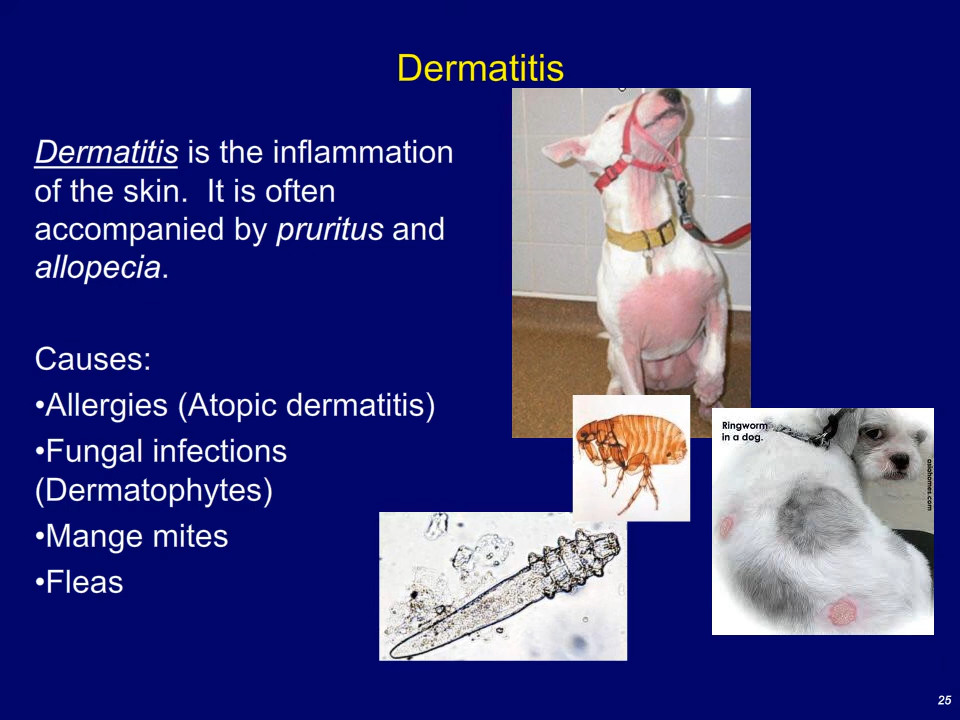 Dermatitis
Dermatitis is the inflammation
of the skin. It is often
accompanied by pruritus and
allopecia.
Causes:
•Allergies (Atopic dermatitis)
•Fungal infections
(Dermatophytes)
•Mange mites
•Fleas
Ringworm
in a dog.
25